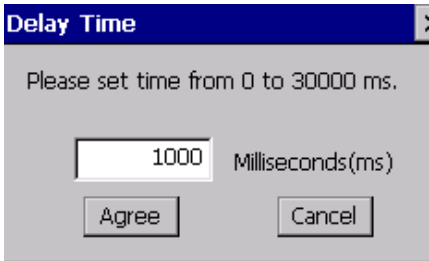 Delay Time
Please set time from 0 to 30000 ms.
1000 Milliseconds(ms)
Agree Cancel